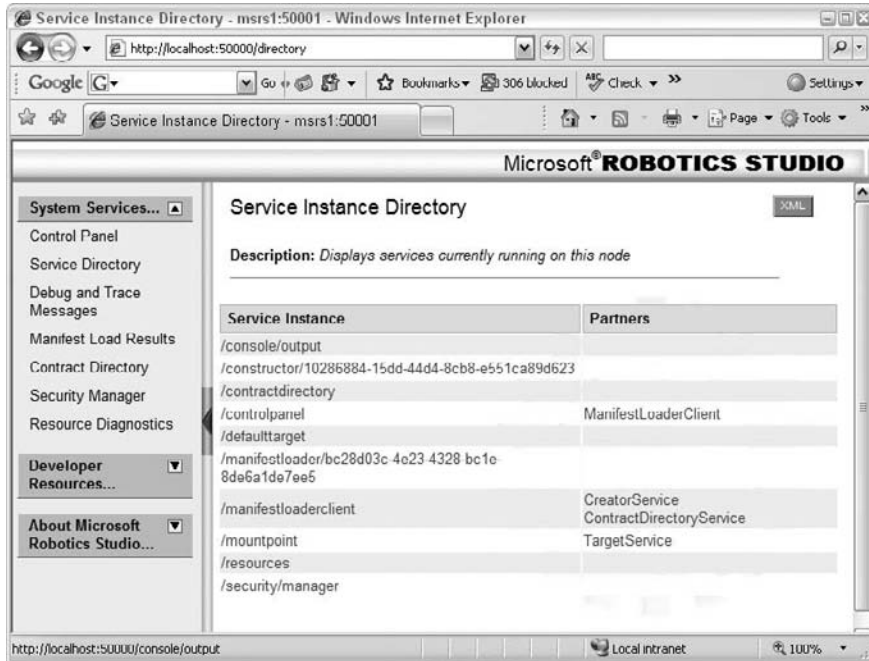 Service Instance Directory - msrs1:50001 - Windows Internet Explorer
http://localhost:50000/directory
Google G Go Bookmarks 306 blocked ABC Check » Settings
Service Instance Directory - msrs1:50001 Page Tools »
Microsoft® ROBOTICS STUDIO
System Services...
Control Panel
Service Directory
Debug and Trace
Messages
Manifest Load Results
Contract Directory
Security Manager
Resource Diagnostics
Developer
Resources...
About Microsoft
Robotics Studio...
Service Instance Directory
XML
Description: Displays services currently running on this node
Service Instance Partners
/console/output
/constructor/10286884-15dd-44d4-8cb8-e551ca89d623
/contractdirectory
/controlpanel ManifestLoaderClient
/defaulttarget
/manifestloader/bc28d03c-4e23-4328-bc1e-
8de6a1de7ee5
/manifestloaderclient CreatorService
ContractDirectoryService
/mountpoint TargetService
/resources
/security/manager
http://localhost:50000/console/output Local intranet 100%